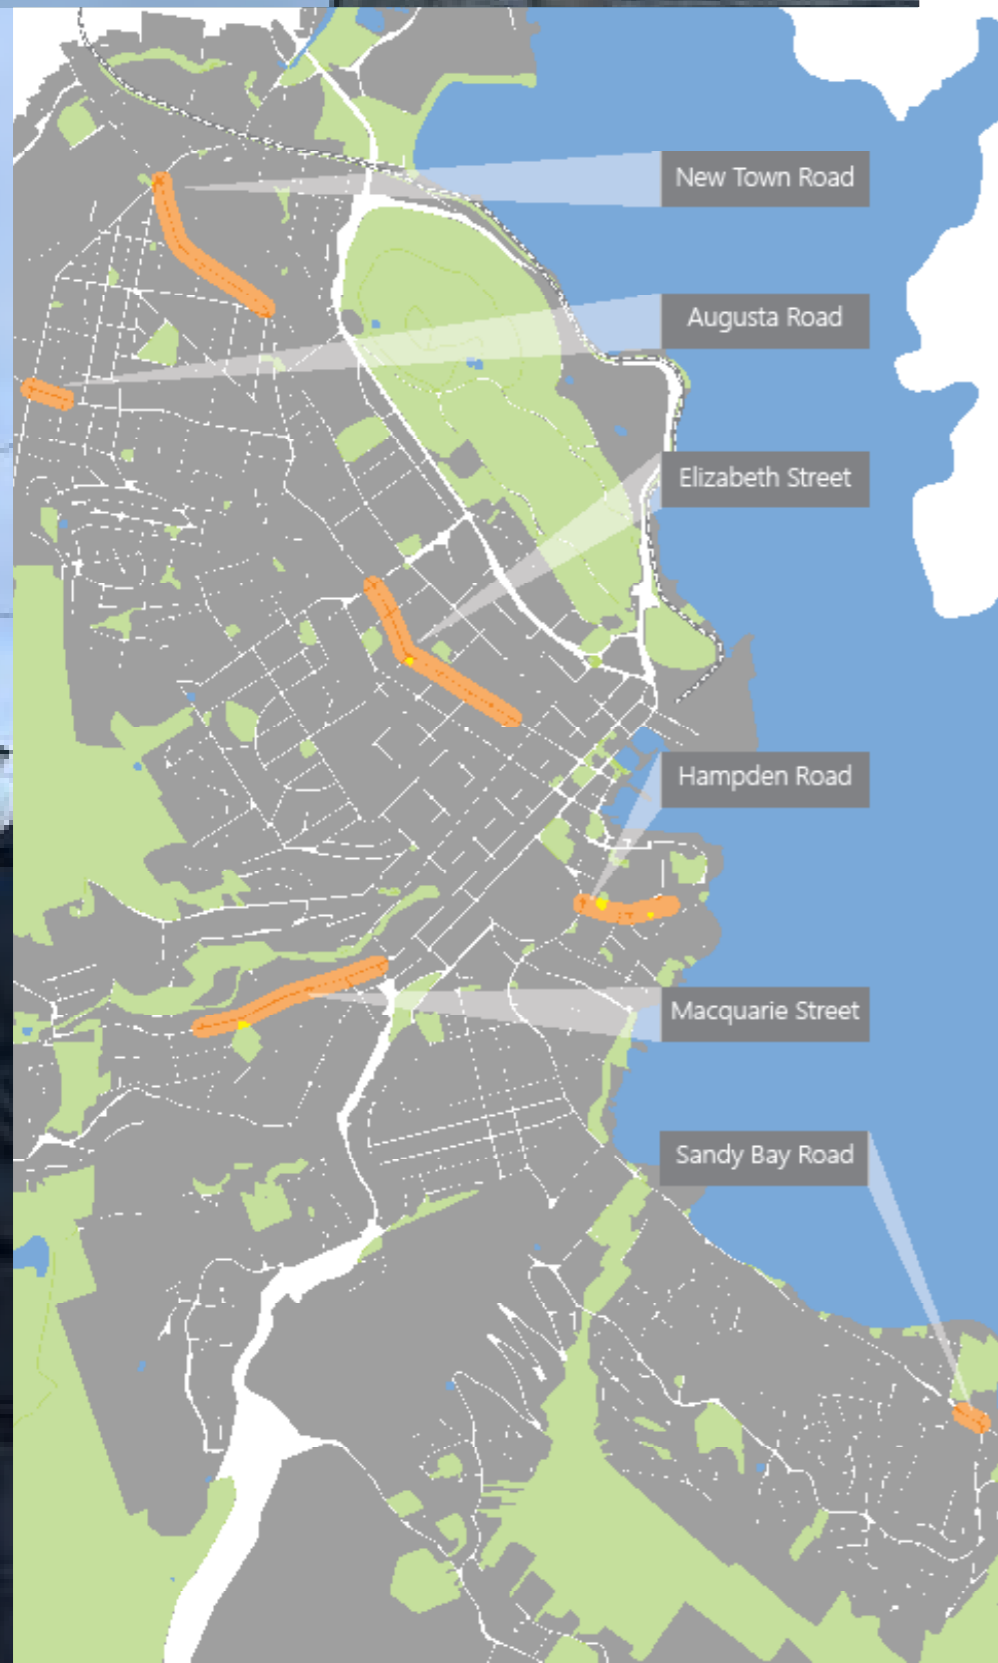 New Town Road
Augusta Road
Elizabeth Street
Hampden Road
Macquarie Street
Sandy Bay Road